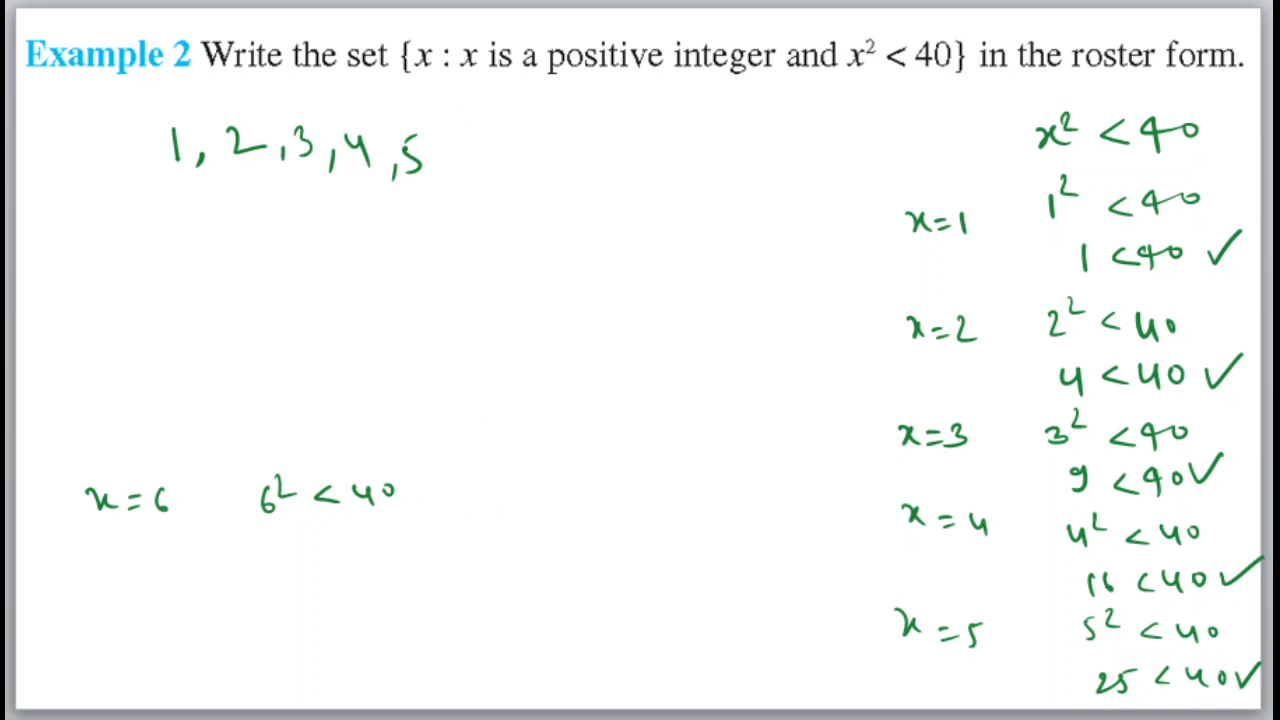 Example 2 Write the set {x : x is a positive integer and x² < 40} in the roster form.
1, 2, 3, 4, 5
x² < 40
x=1 1² < 40
1 < 40 ✓
x=2 2² < 40
4 < 40 ✓
x=3 3² < 40
9 < 40 ✓
x=4 4² < 40
16 < 40 ✓
x=5 5² < 40
25 < 40 ✓
x=6 6² < 40